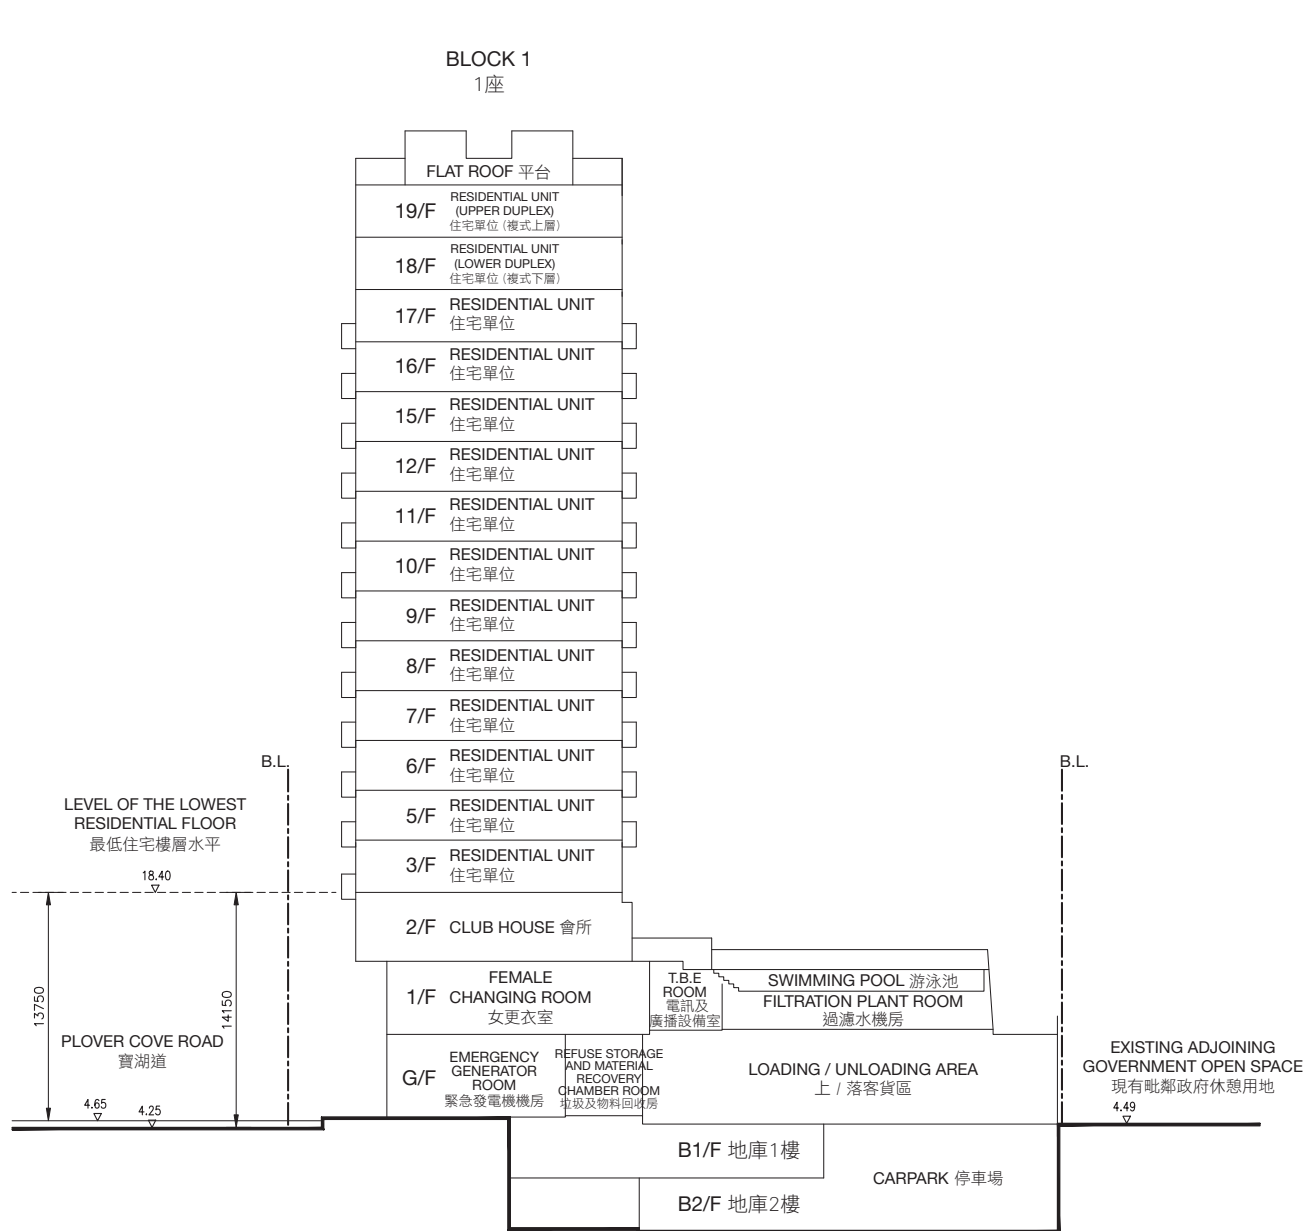 BLOCK 1
1座
FLAT ROOF 平台
19/F RESIDENTIAL UNIT
(UPPER DUPLEX)
住宅單位 (複式上層)
18/F RESIDENTIAL UNIT
(LOWER DUPLEX)
住宅單位 (複式下層)
17/F RESIDENTIAL UNIT
住宅單位
16/F RESIDENTIAL UNIT
住宅單位
15/F RESIDENTIAL UNIT
住宅單位
12/F RESIDENTIAL UNIT
住宅單位
11/F RESIDENTIAL UNIT
住宅單位
10/F RESIDENTIAL UNIT
住宅單位
9/F RESIDENTIAL UNIT
住宅單位
8/F RESIDENTIAL UNIT
住宅單位
7/F RESIDENTIAL UNIT
住宅單位
6/F RESIDENTIAL UNIT
住宅單位
5/F RESIDENTIAL UNIT
住宅單位
3/F RESIDENTIAL UNIT
住宅單位
2/F CLUB HOUSE 會所
1/F FEMALE
CHANGING ROOM
女更衣室
T.B.E
ROOM
電訊及
廣播設備室
SWIMMING POOL 游泳池
FILTRATION PLANT ROOM
過濾水機房
G/F EMERGENCY
GENERATOR
ROOM
緊急發電機機房
REFUSE STORAGE
AND MATERIAL
RECOVERY
CHAMBER ROOM
垃圾及物料回收房
LOADING / UNLOADING AREA
上 / 落客貨區
B1/F 地庫1樓
B2/F 地庫2樓
CARPARK 停車場
B.L.
B.L.
LEVEL OF THE LOWEST
RESIDENTIAL FLOOR
最低住宅樓層水平
18.40
13750
14150
PLOVER COVE ROAD
寶湖道
4.65
4.25
EXISTING ADJOINING
GOVERNMENT OPEN SPACE
現有毗鄰政府休憩用地
4.49